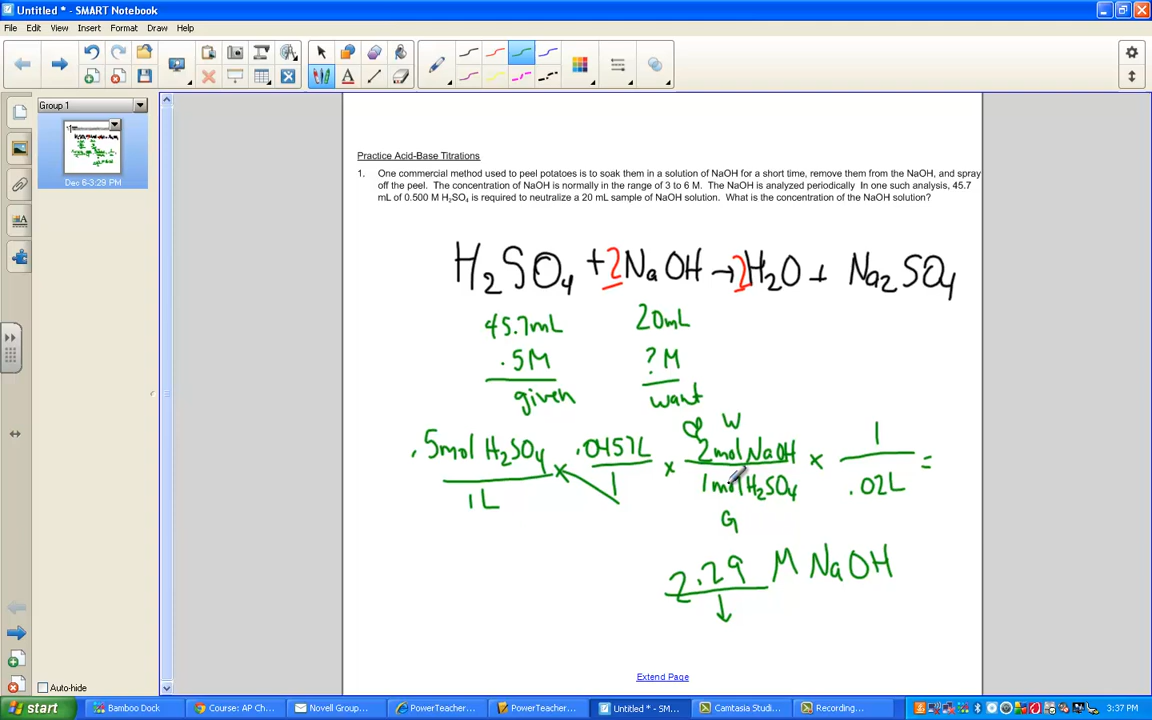 Untitled * - SMART Notebook
File Edit View Insert Format Draw Help
Group 1
Dec 6-3:29 PM
Practice Acid-Base Titrations
1. One commercial method used to peel potatoes is to soak them in a solution of NaOH for a short time, remove them from the NaOH, and spray
off the peel. The concentration of NaOH is normally in the range of 3 to 6 M. The NaOH is analyzed periodically In one such analysis, 45.7
mL of 0.500 M H₂SO₄ is required to neutralize a 20 mL sample of NaOH solution. What is the concentration of the NaOH solution?
H₂SO₄ + 2NaOH → 2H₂O + Na₂SO₄
45.7mL 20mL
.5M ? M
given want
W
.5mol H₂SO₄ × .0457L × 2molNaOH × 1 =
1L 1 1molH₂SO₄ .02L
G
2.29 M NaOH
↓
Extend Page
Auto-hide
start Bamboo Dock Course: AP Ch... Novell Group... PowerTeacher... PowerTeacher... Untitled * - SM... Camtasia Studi... Recording... 3:37 PM